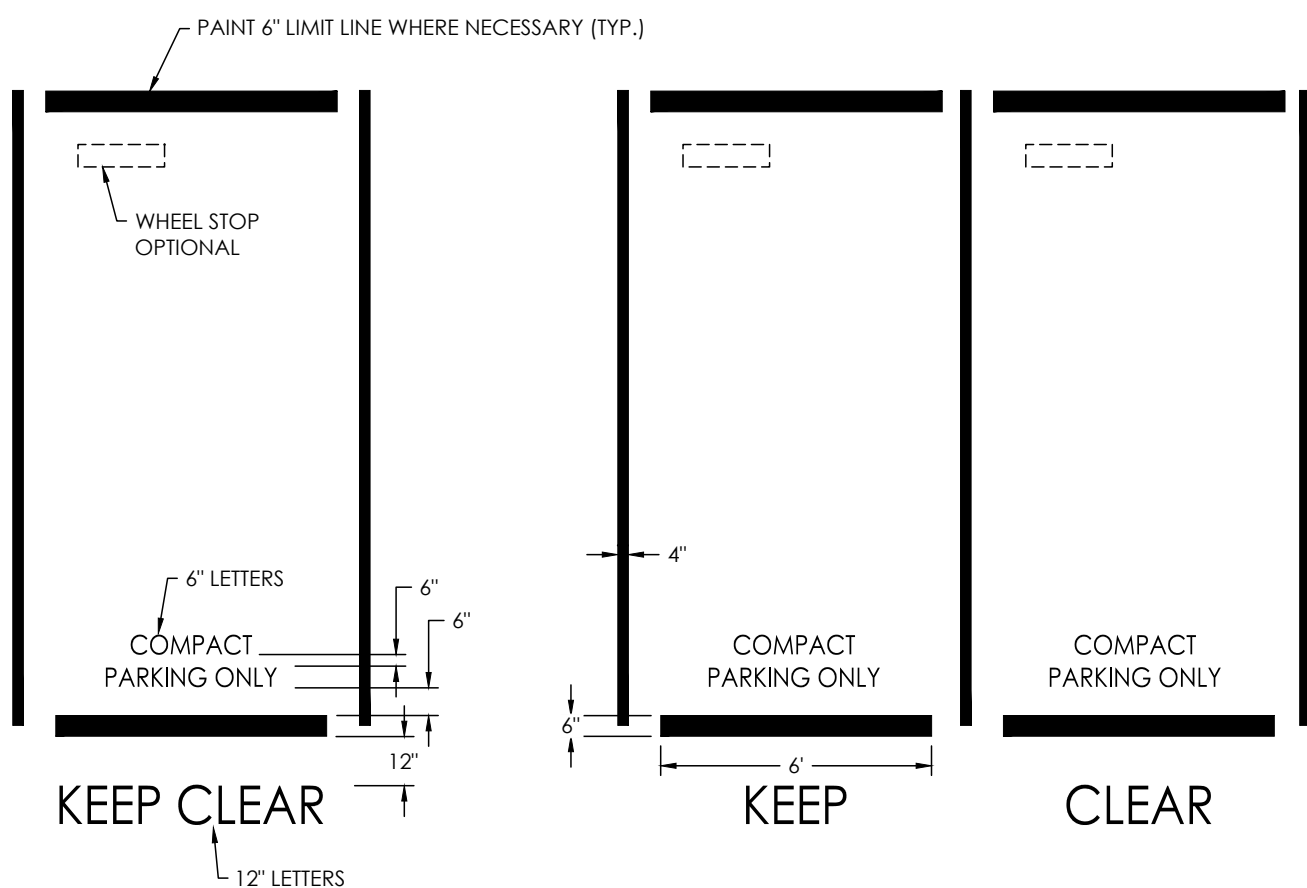 PAINT 6" LIMIT LINE WHERE NECESSARY (TYP.)
WHEEL STOP
OPTIONAL
4"
6" LETTERS
6"
6"
COMPACT
PARKING ONLY
COMPACT
PARKING ONLY
COMPACT
PARKING ONLY
6"
12"
6'
KEEP CLEAR
KEEP
CLEAR
12" LETTERS